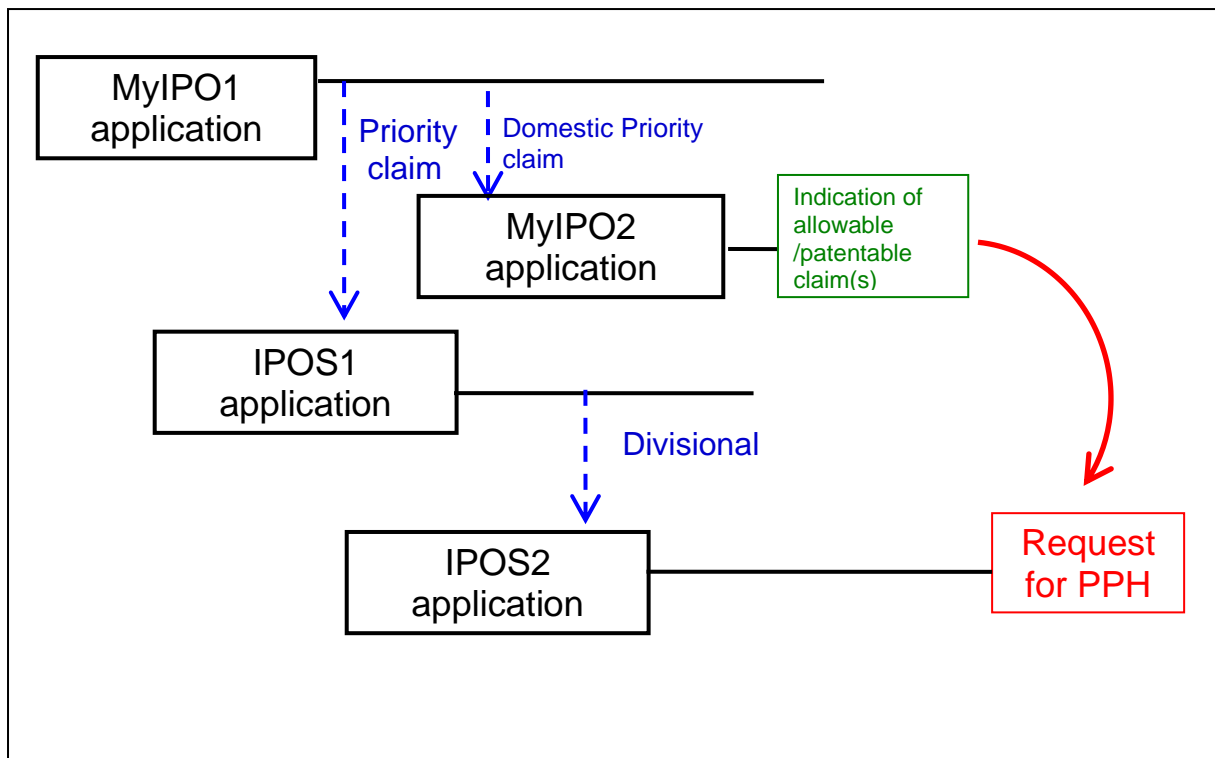 MyIPO1
application
Priority
claim
Domestic Priority
claim
MyIPO2
application
Indication of
allowable
/patentable
claim(s)
IPOS1
application
Divisional
IPOS2
application
Request
for PPH